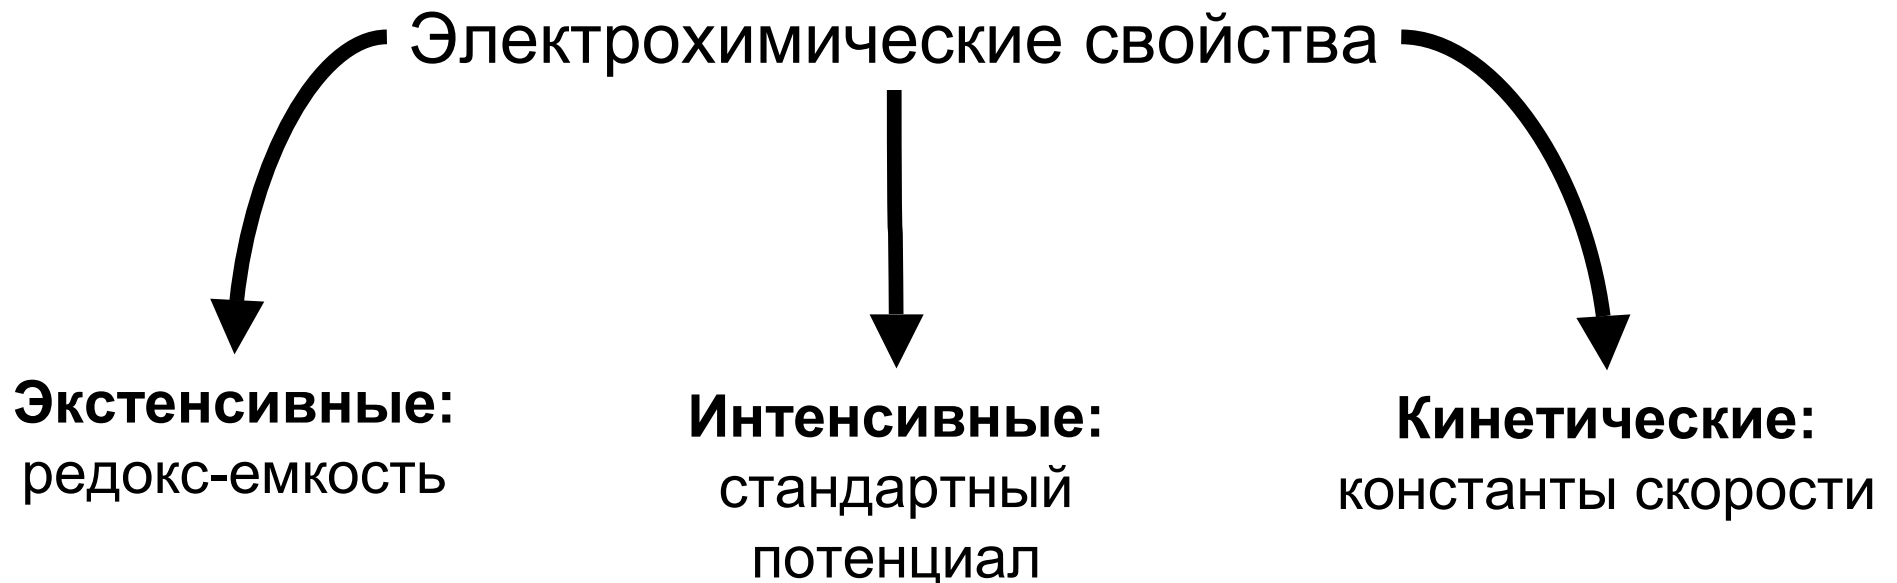 Электрохимические свойства
Экстенсивные:
редокс-емкость
Интенсивные:
стандартный
потенциал
Кинетические:
константы скорости